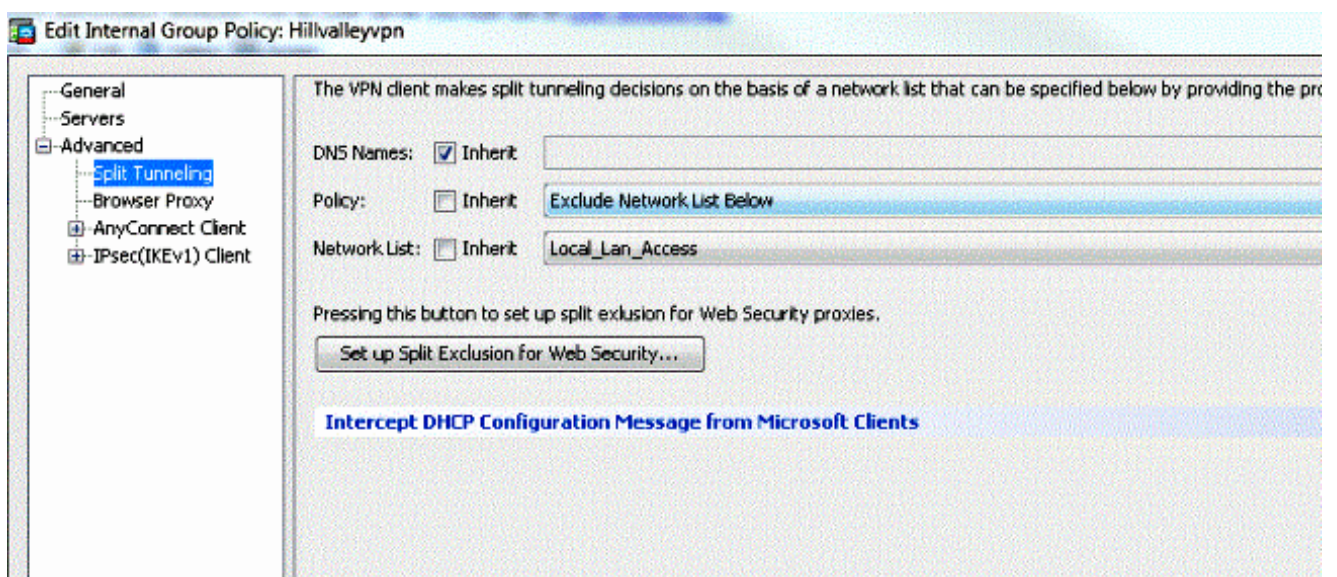 Edit Internal Group Policy: Hillvalleyvpn
General
Servers
Advanced
Split Tunneling
Browser Proxy
AnyConnect Client
IPsec(IKEv1) Client
The VPN client makes split tunneling decisions on the basis of a network list that can be specified below by providing the pro
DNS Names: Inherit
Policy: Inherit Exclude Network List Below
Network List: Inherit Local_Lan_Access
Pressing this button to set up split exlusion for Web Security proxies.
Set up Split Exclusion for Web Security...
Intercept DHCP Configuration Message from Microsoft Clients